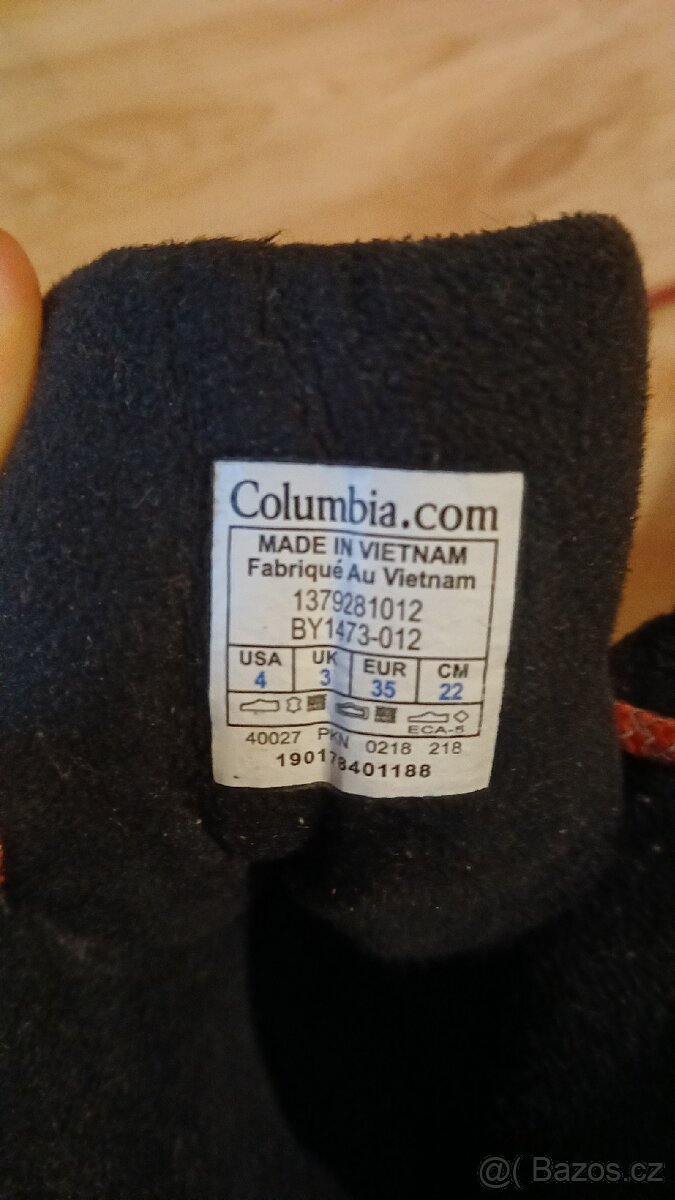 Columbia.com
MADE IN VIETNAM
Fabriqué Au Vietnam
1379281012
BY1473-012
USA UK EUR CM
4 3 35 22
ECA-5
40027 PKN 0218 218
190178401188
@( Bazos.cz